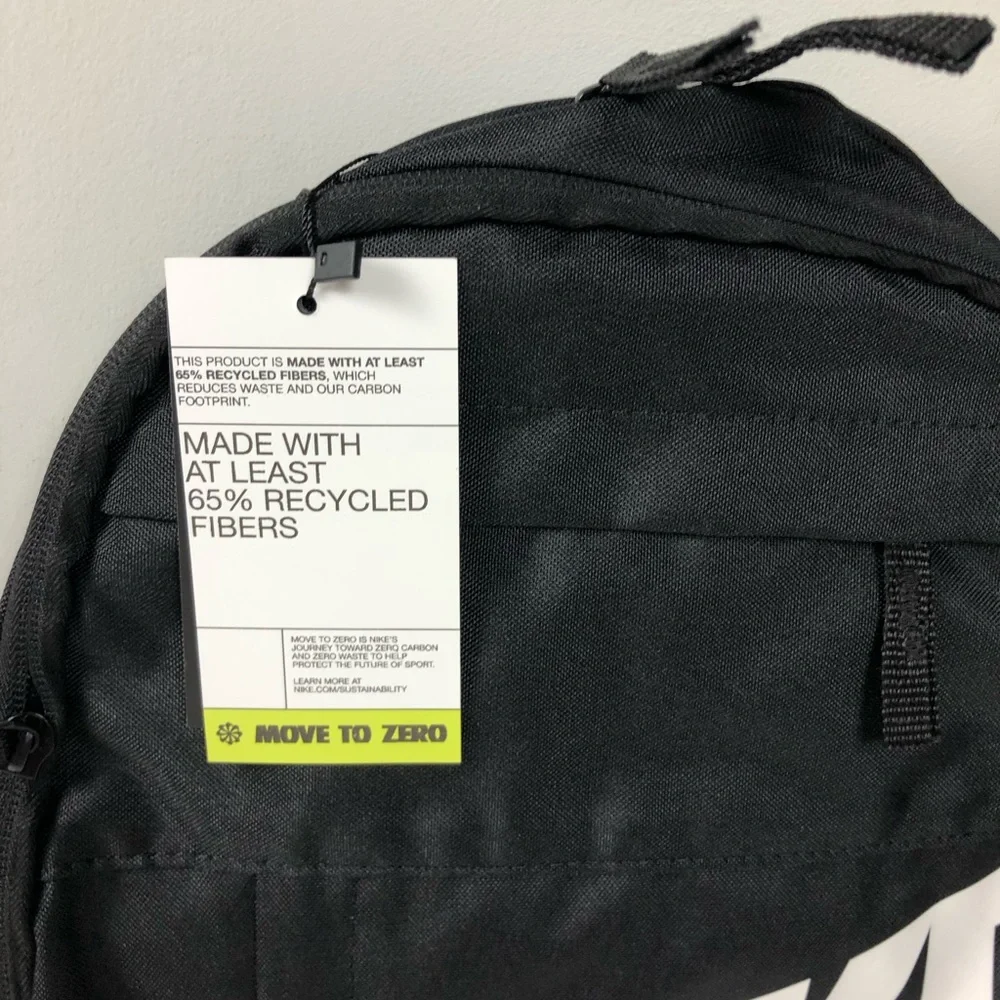 THIS PRODUCT IS MADE WITH AT LEAST
65% RECYCLED FIBERS, WHICH
REDUCES WASTE AND OUR CARBON
FOOTPRINT.
MADE WITH
AT LEAST
65% RECYCLED
FIBERS
MOVE TO ZERO IS NIKE'S
JOURNEY TOWARD ZERO CARBON
AND ZERO WASTE TO HELP
PROTECT THE FUTURE OF SPORT.
LEARN MORE AT
NIKE.COM/SUSTAINABILITY
MOVE TO ZERO